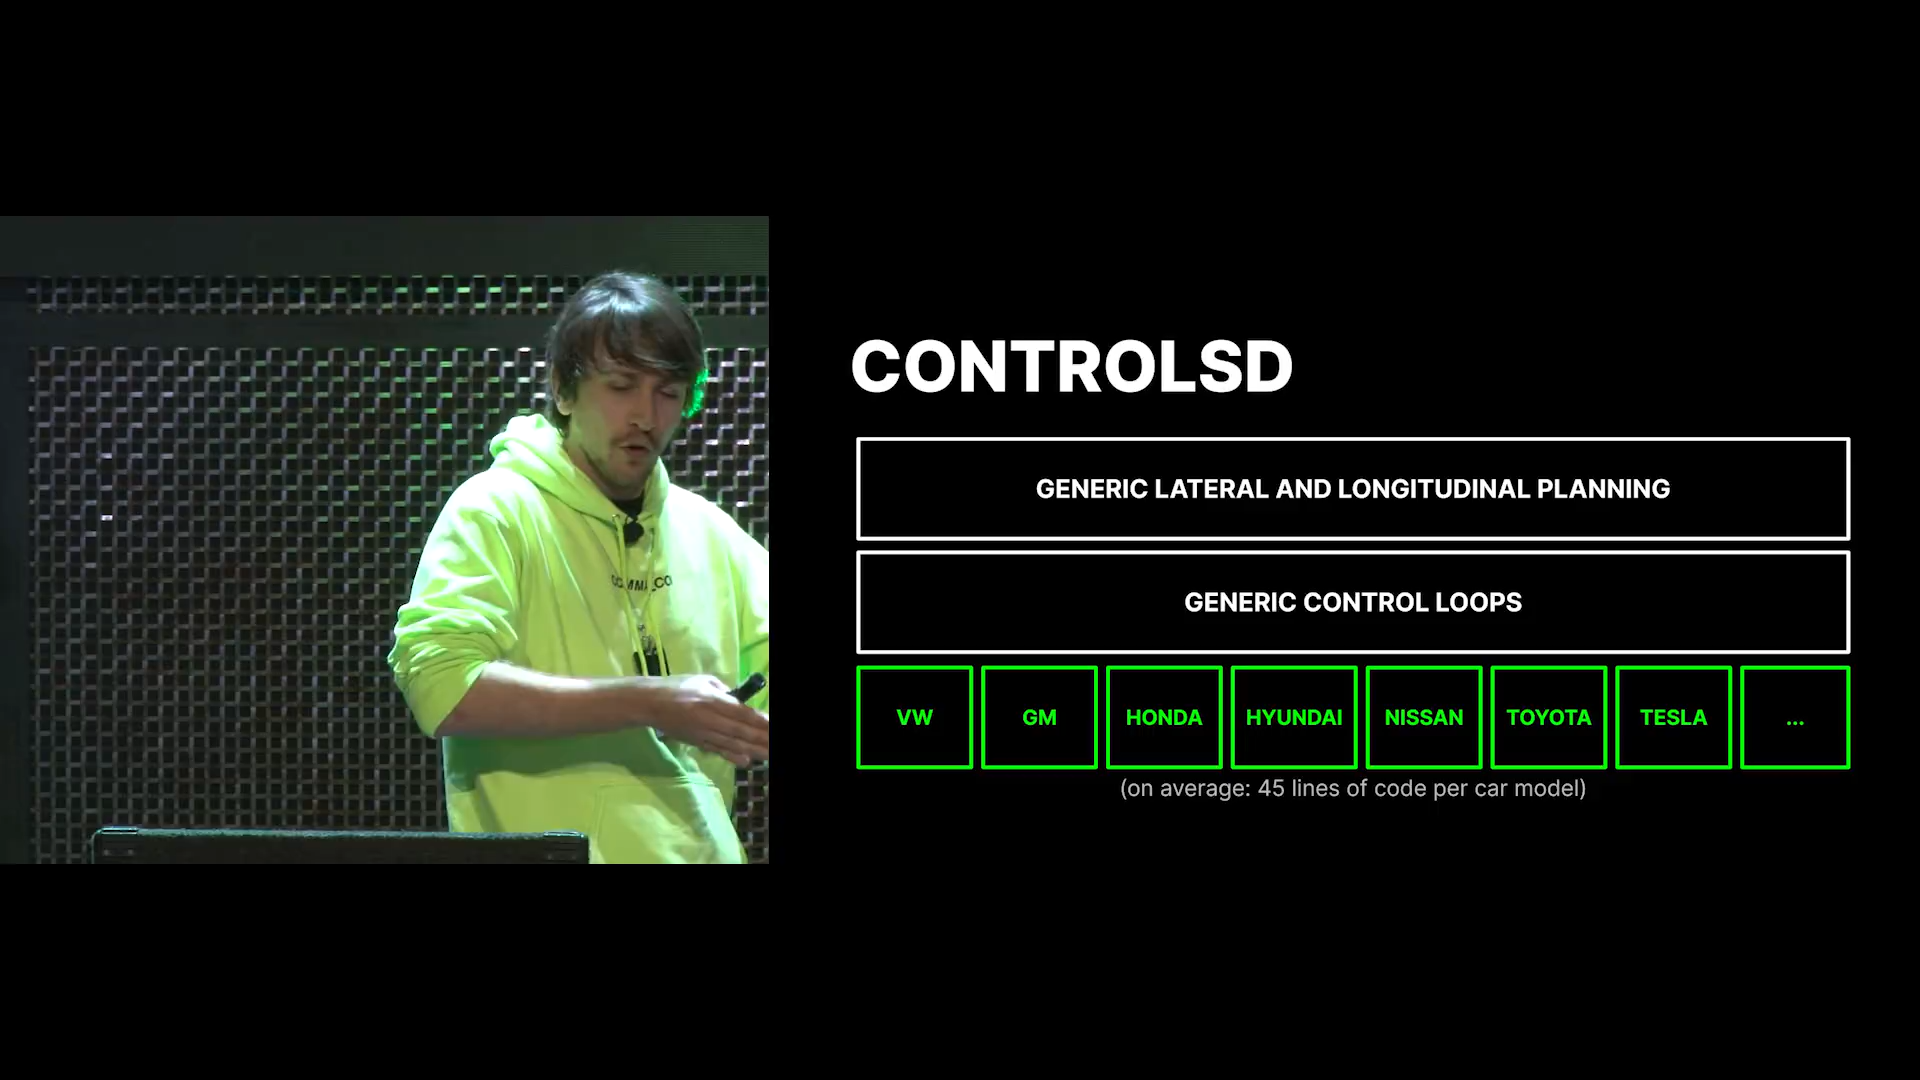 CONTROLSD
GENERIC LATERAL AND LONGITUDINAL PLANNING
GENERIC CONTROL LOOPS
VW GM HONDA HYUNDAI NISSAN TOYOTA TESLA ...
(on average: 45 lines of code per car model)